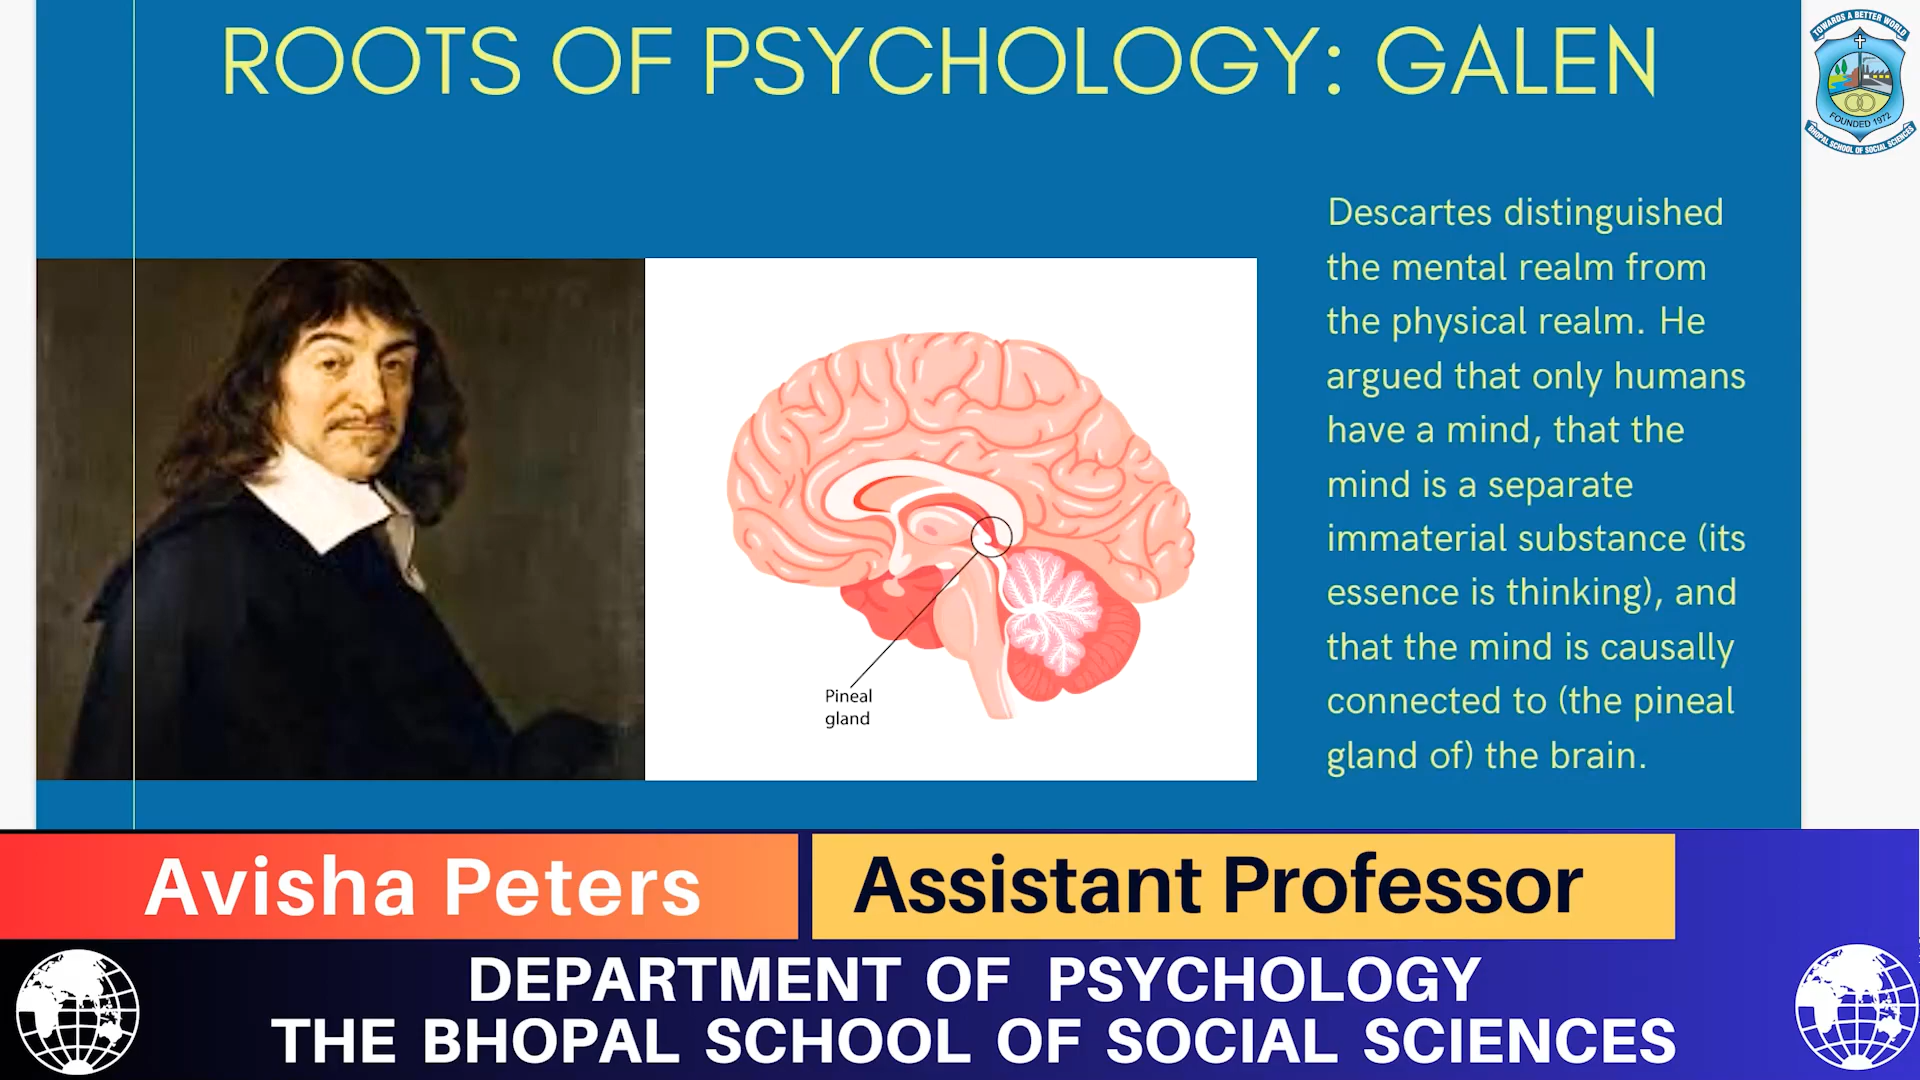 ROOTS OF PSYCHOLOGY: GALEN
TOWARDS A BETTER WORLD
FOUNDED 1972
BHOPAL SCHOOL OF SOCIAL SCIENCES
Descartes distinguished
the mental realm from
the physical realm. He
argued that only humans
have a mind, that the
mind is a separate
immaterial substance (its
essence is thinking), and
that the mind is causally
connected to (the pineal
gland of) the brain.
Pineal
gland
Avisha Peters
Assistant Professor
DEPARTMENT OF PSYCHOLOGY
THE BHOPAL SCHOOL OF SOCIAL SCIENCES